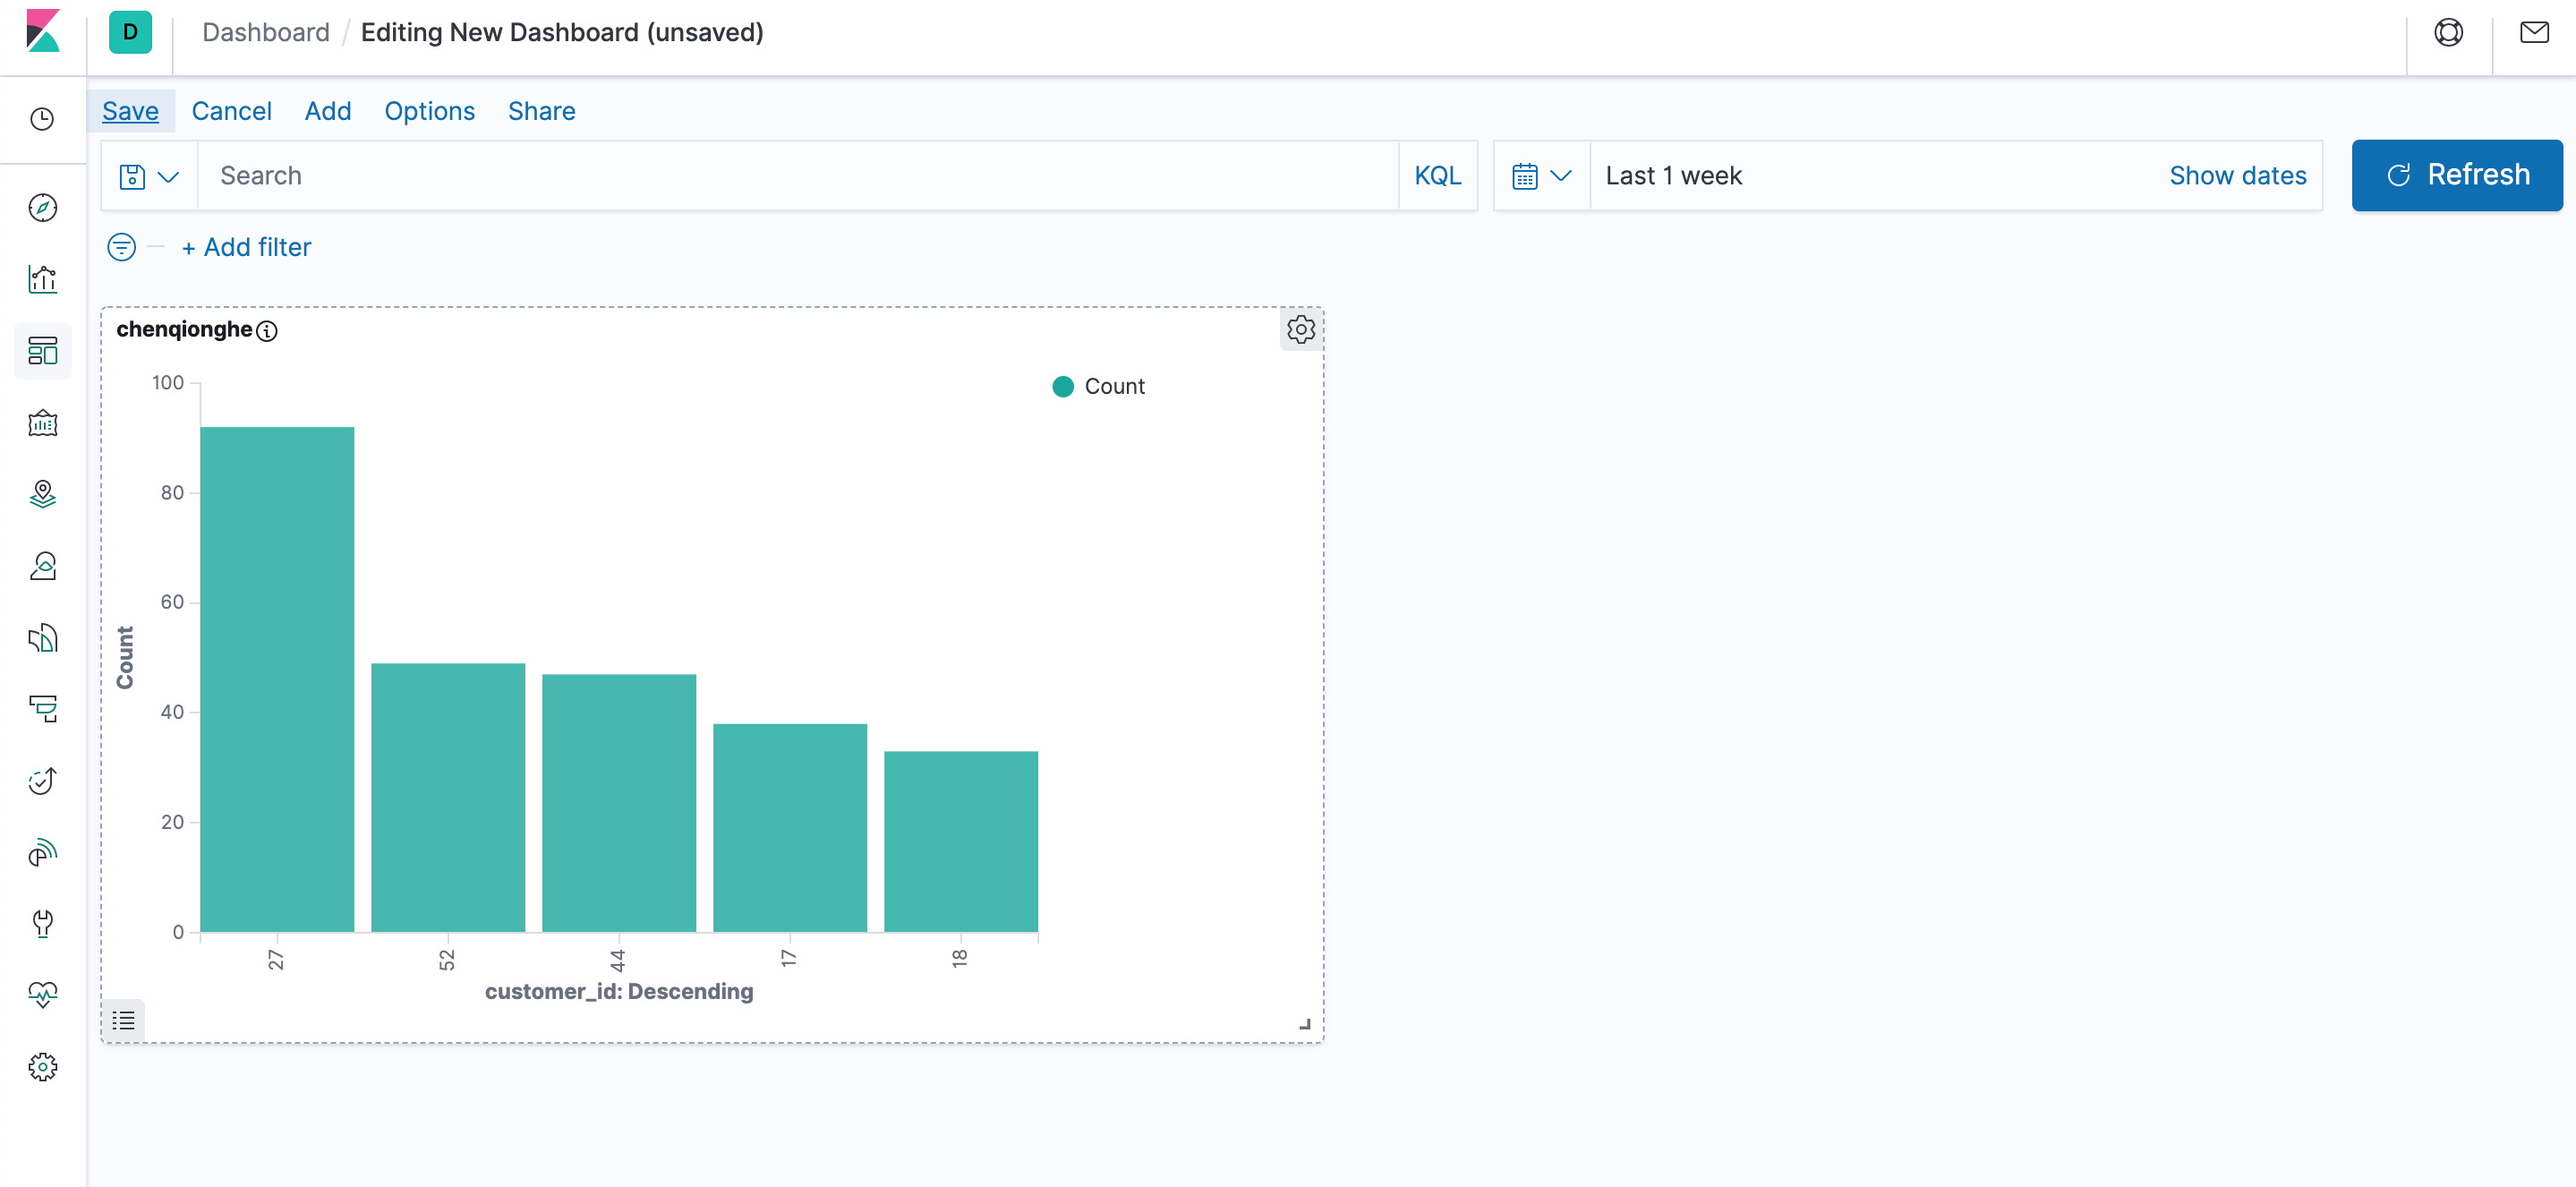 D Dashboard / Editing New Dashboard (unsaved)
Save Cancel Add Options Share
Search KQL Last 1 week Show dates Refresh
+ Add filter
chenqionghe
Count
100
80
60
40
20
0
Count
27 52 44 17 18
customer_id: Descending